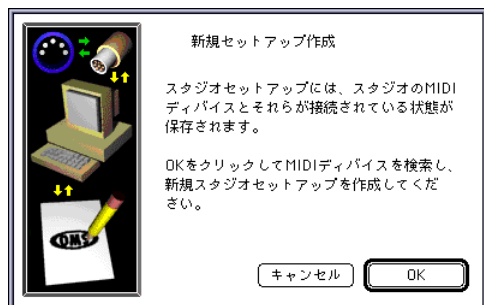 新規セットアップ作成
スタジオセットアップには、スタジオのMIDI
ディバイスとそれらが接続されている状態が
保存されます。
OKをクリックしてMIDIディバイスを検索し、
新規スタジオセットアップを作成してくだ
さい。
OMS
キャンセル
OK